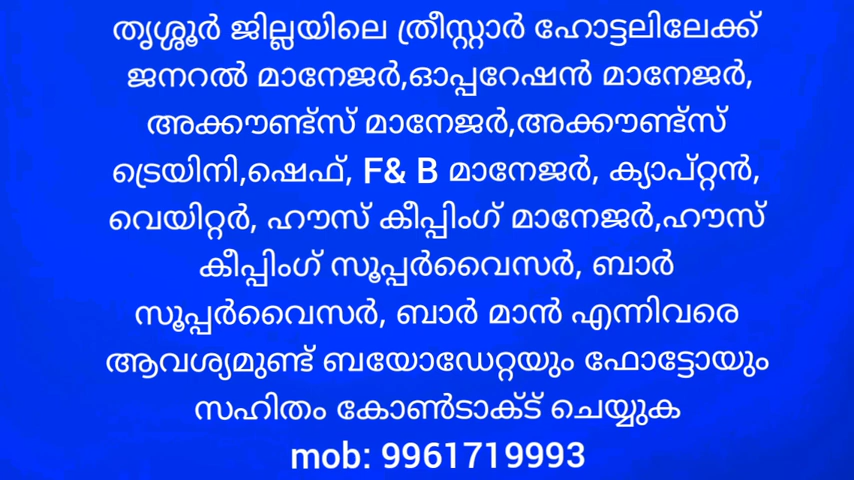 തൃശ്ശൂർ ജില്ലയിലെ ത്രീസ്റ്റാർ ഹോട്ടലിലേക്ക്
ജനറൽ മാനേജർ,ഓപ്പറേഷൻ മാനേജർ,
അക്കൗണ്ട്സ് മാനേജർ,അക്കൗണ്ട്സ്
ട്രെയിനി,ഷെഫ്, F& B മാനേജർ, ക്യാപ്റ്റൻ,
വെയിറ്റർ, ഹൗസ് കീപ്പിംഗ് മാനേജർ,ഹൗസ്
കീപ്പിംഗ് സൂപ്പർവൈസർ, ബാർ
സൂപ്പർവൈസർ, ബാർ മാൻ എന്നിവരെ
ആവശ്യമുണ്ട് ബയോഡേറ്റയും ഫോട്ടോയും
സഹിതം കോൺടാക്ട് ചെയ്യുക
mob: 9961719993